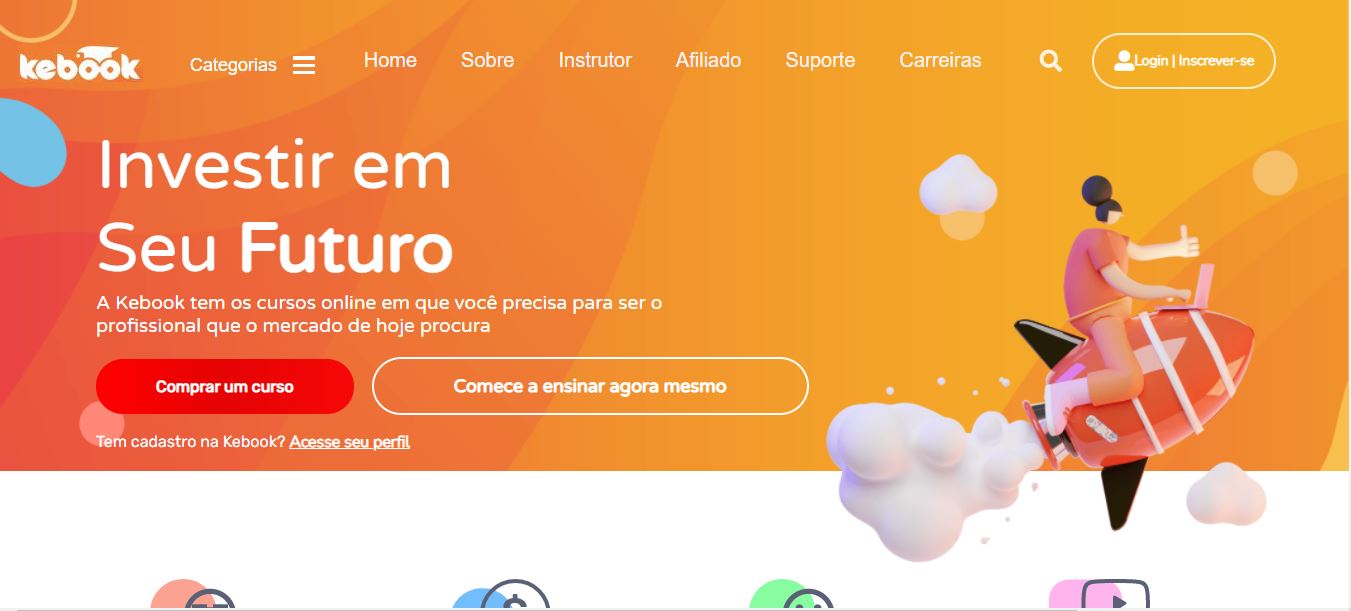 kebook
Categorias
Home
Sobre
Instrutor
Afiliado
Suporte
Carreiras
Login | Inscrever-se
Investir em
Seu Futuro
A Kebook tem os cursos online em que você precisa para ser o
profissional que o mercado de hoje procura
Comprar um curso
Comece a ensinar agora mesmo
Tem cadastro na Kebook? Acesse seu perfil